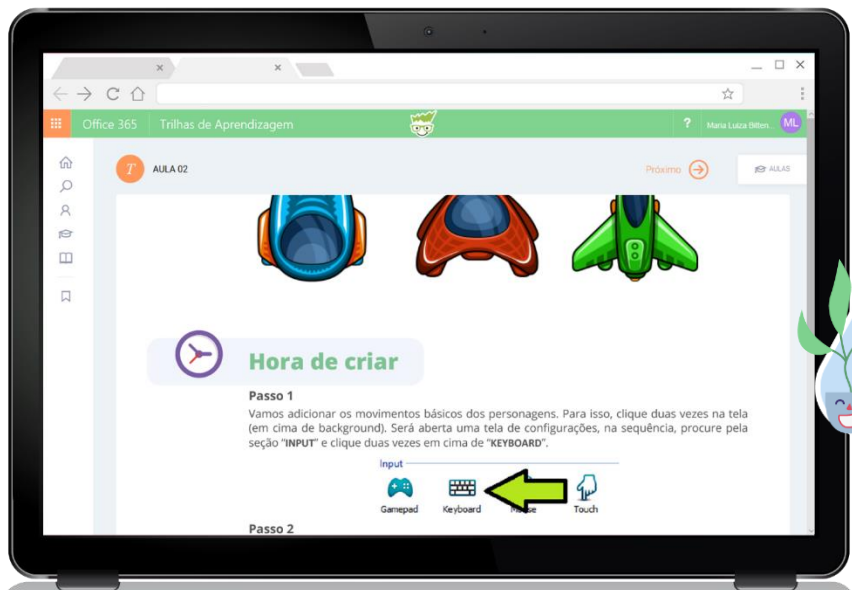 Office 365 Trilhas de Aprendizagem ? Maria Luiza Bitten... ML
T AULA 02 Próximo AULAS
Hora de criar
Passo 1
Vamos adicionar os movimentos básicos dos personagens. Para isso, clique duas vezes na tela
(em cima de background). Será aberta uma tela de configurações, na sequência, procure pela
seção "INPUT" e clique duas vezes em cima de "KEYBOARD".
Input
Gamepad Keyboard Mouse Touch
Passo 2